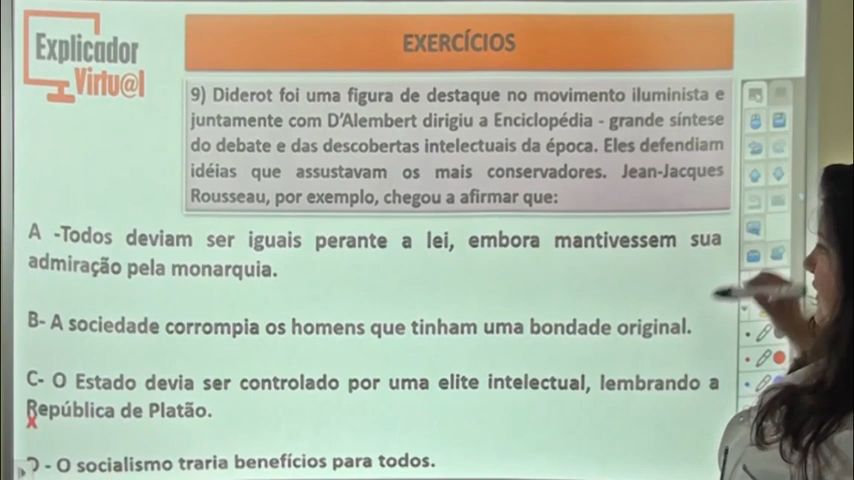 Explicador
Virtu@l
EXERCÍCIOS
9) Diderot foi uma figura de destaque no movimento iluminista e
juntamente com D'Alembert dirigiu a Enciclopédia - grande síntese
do debate e das descobertas intelectuais da época. Eles defendiam
idéias que assustavam os mais conservadores. Jean-Jacques
Rousseau, por exemplo, chegou a afirmar que:
A -Todos deviam ser iguais perante a lei, embora mantivessem sua
admiração pela monarquia.
B- A sociedade corrompia os homens que tinham uma bondade original.
C- O Estado devia ser controlado por uma elite intelectual, lembrando a
República de Platão.
x
D - O socialismo traria benefícios para todos.